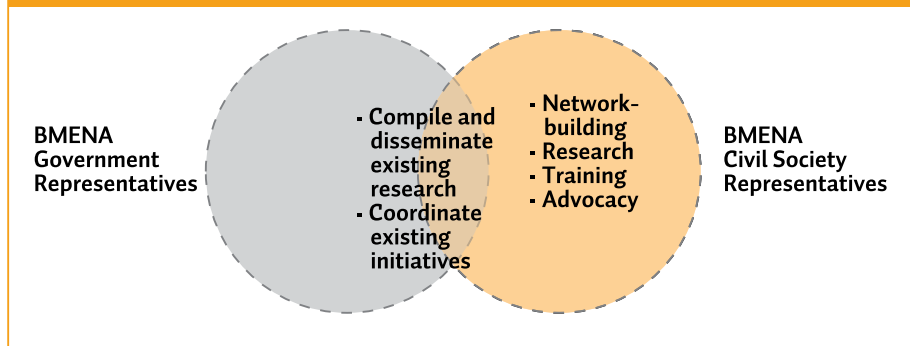 BMENA
Government
Representatives
- Compile and
disseminate
existing
research
- Coordinate
existing
initiatives
- Network-
building
- Research
- Training
- Advocacy
BMENA
Civil Society
Representatives